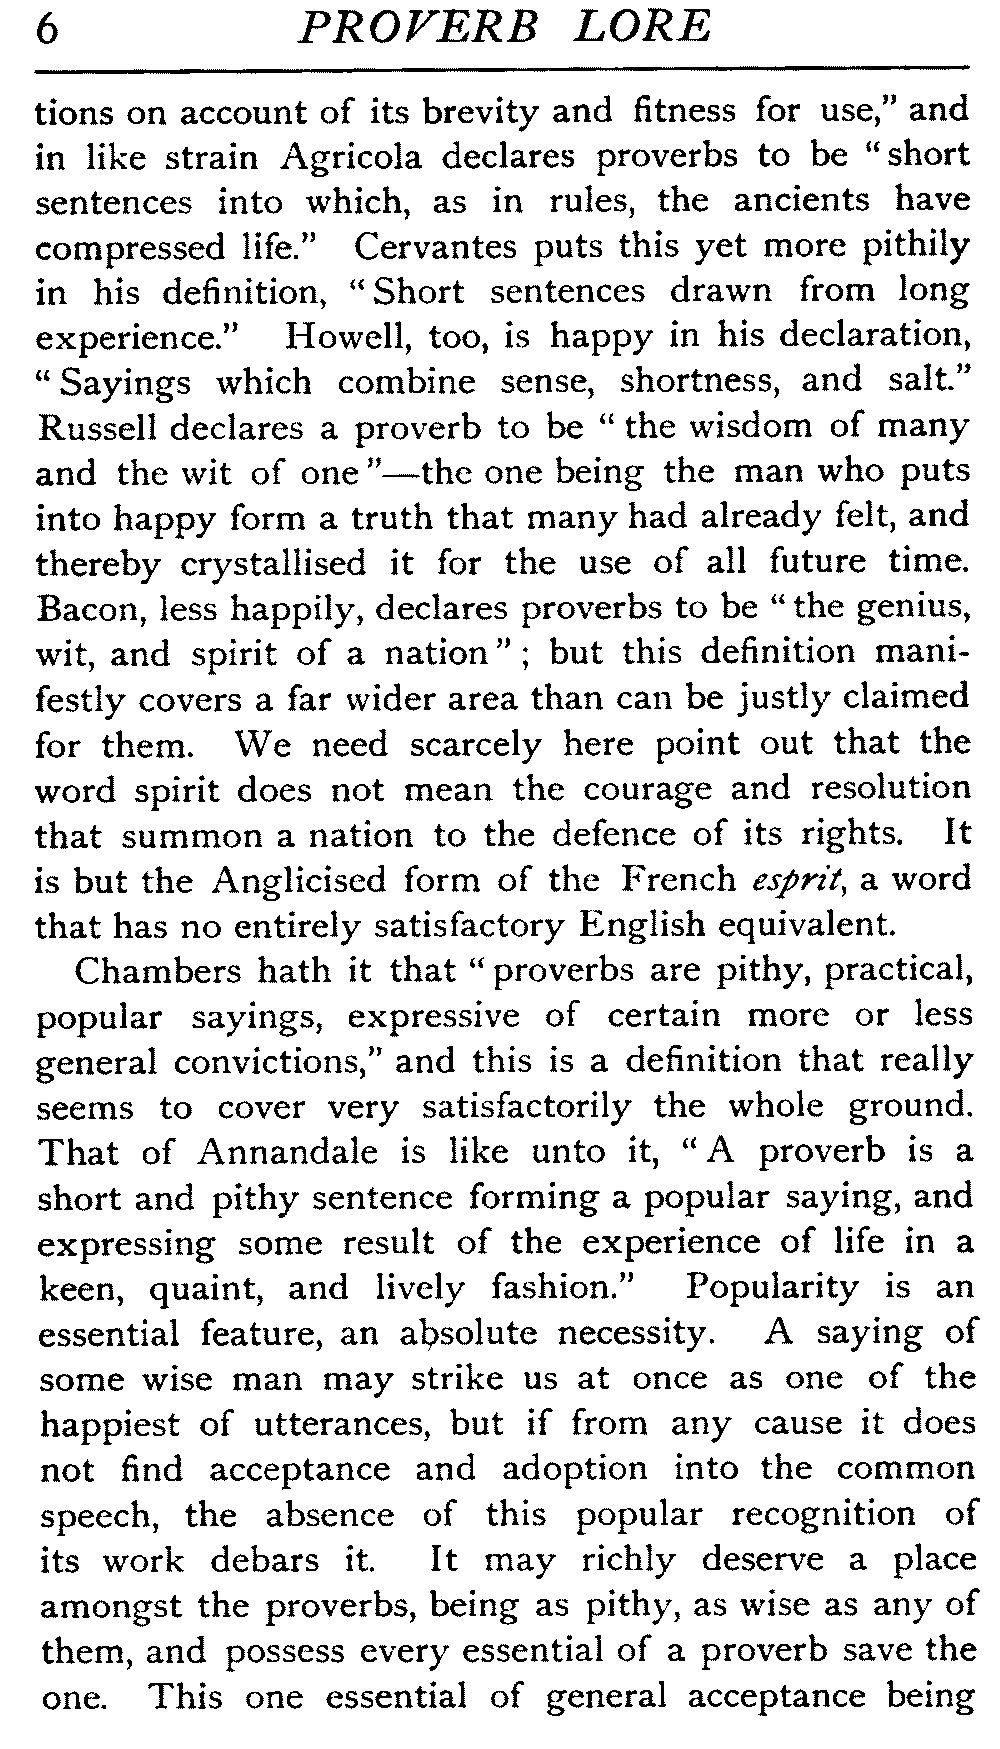 6 PROVERB LORE
tions on account of its brevity and fitness for use,” and
in like strain Agricola declares proverbs to be “short
sentences into which, as in rules, the ancients have
compressed life.” Cervantes puts this yet more pithily
in his definition, “Short sentences drawn from long
experience.” Howell, too, is happy in his declaration,
“Sayings which combine sense, shortness, and salt.”
Russell declares a proverb to be “the wisdom of many
and the wit of one”—the one being the man who puts
into happy form a truth that many had already felt, and
thereby crystallised it for the use of all future time.
Bacon, less happily, declares proverbs to be “the genius,
wit, and spirit of a nation”; but this definition mani-
festly covers a far wider area than can be justly claimed
for them. We need scarcely here point out that the
word spirit does not mean the courage and resolution
that summon a nation to the defence of its rights. It
is but the Anglicised form of the French esprit, a word
that has no entirely satisfactory English equivalent.
Chambers hath it that “proverbs are pithy, practical,
popular sayings, expressive of certain more or less
general convictions,” and this is a definition that really
seems to cover very satisfactorily the whole ground.
That of Annandale is like unto it, “A proverb is a
short and pithy sentence forming a popular saying, and
expressing some result of the experience of life in a
keen, quaint, and lively fashion.” Popularity is an
essential feature, an absolute necessity. A saying of
some wise man may strike us at once as one of the
happiest of utterances, but if from any cause it does
not find acceptance and adoption into the common
speech, the absence of this popular recognition of
its work debars it. It may richly deserve a place
amongst the proverbs, being as pithy, as wise as any of
them, and possess every essential of a proverb save the
one. This one essential of general acceptance being